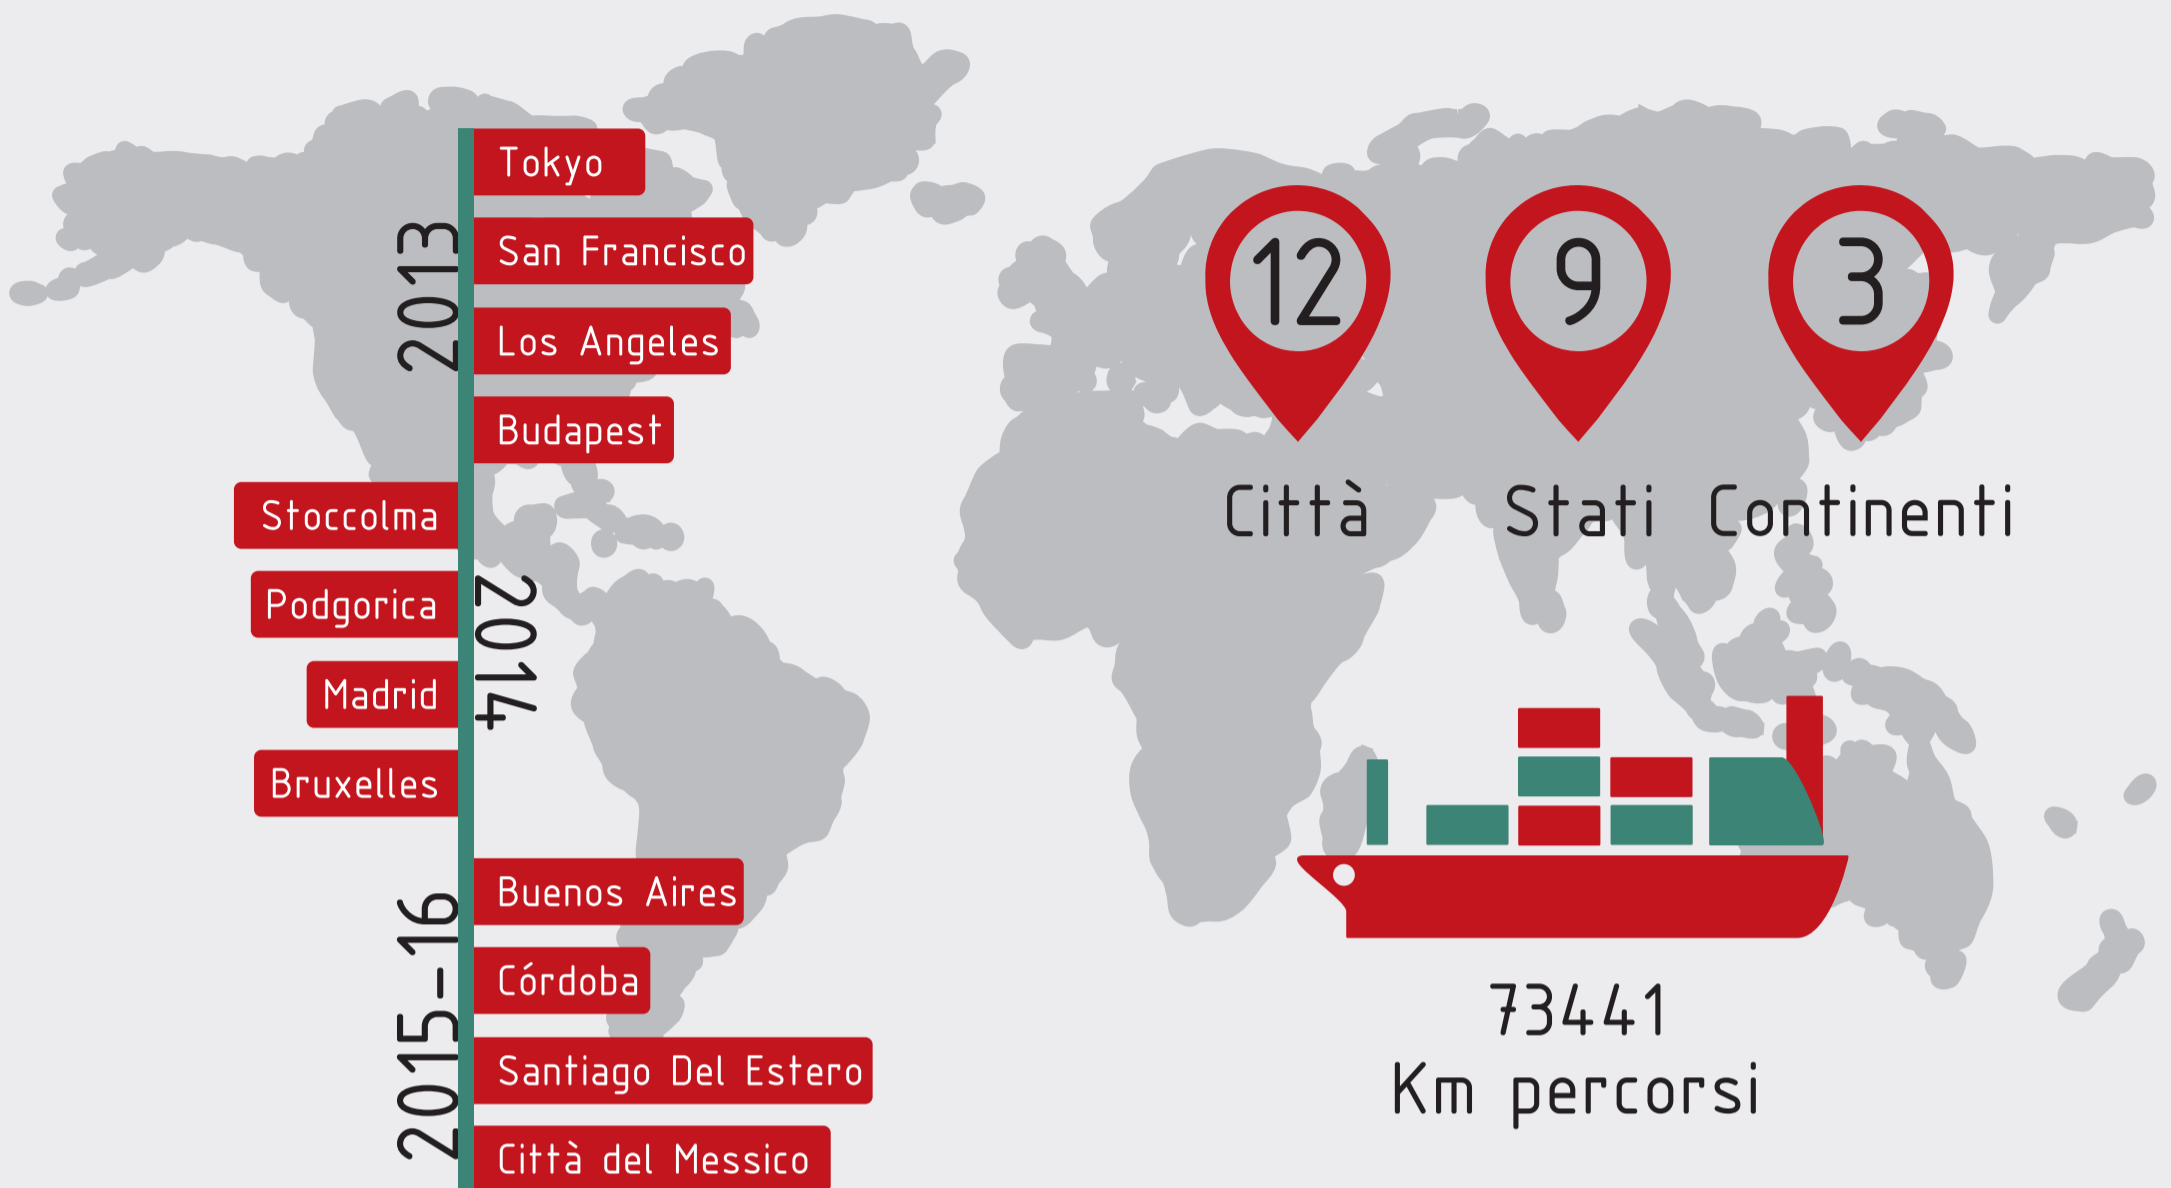 2013
Tokyo
San Francisco
Los Angeles
Budapest
2014
Stoccolma
Podgorica
Madrid
Bruxelles
2015-16
Buenos Aires
Córdoba
Santiago Del Estero
Città del Messico
12
Città
9
Stati
3
Continenti
73441
Km percorsi